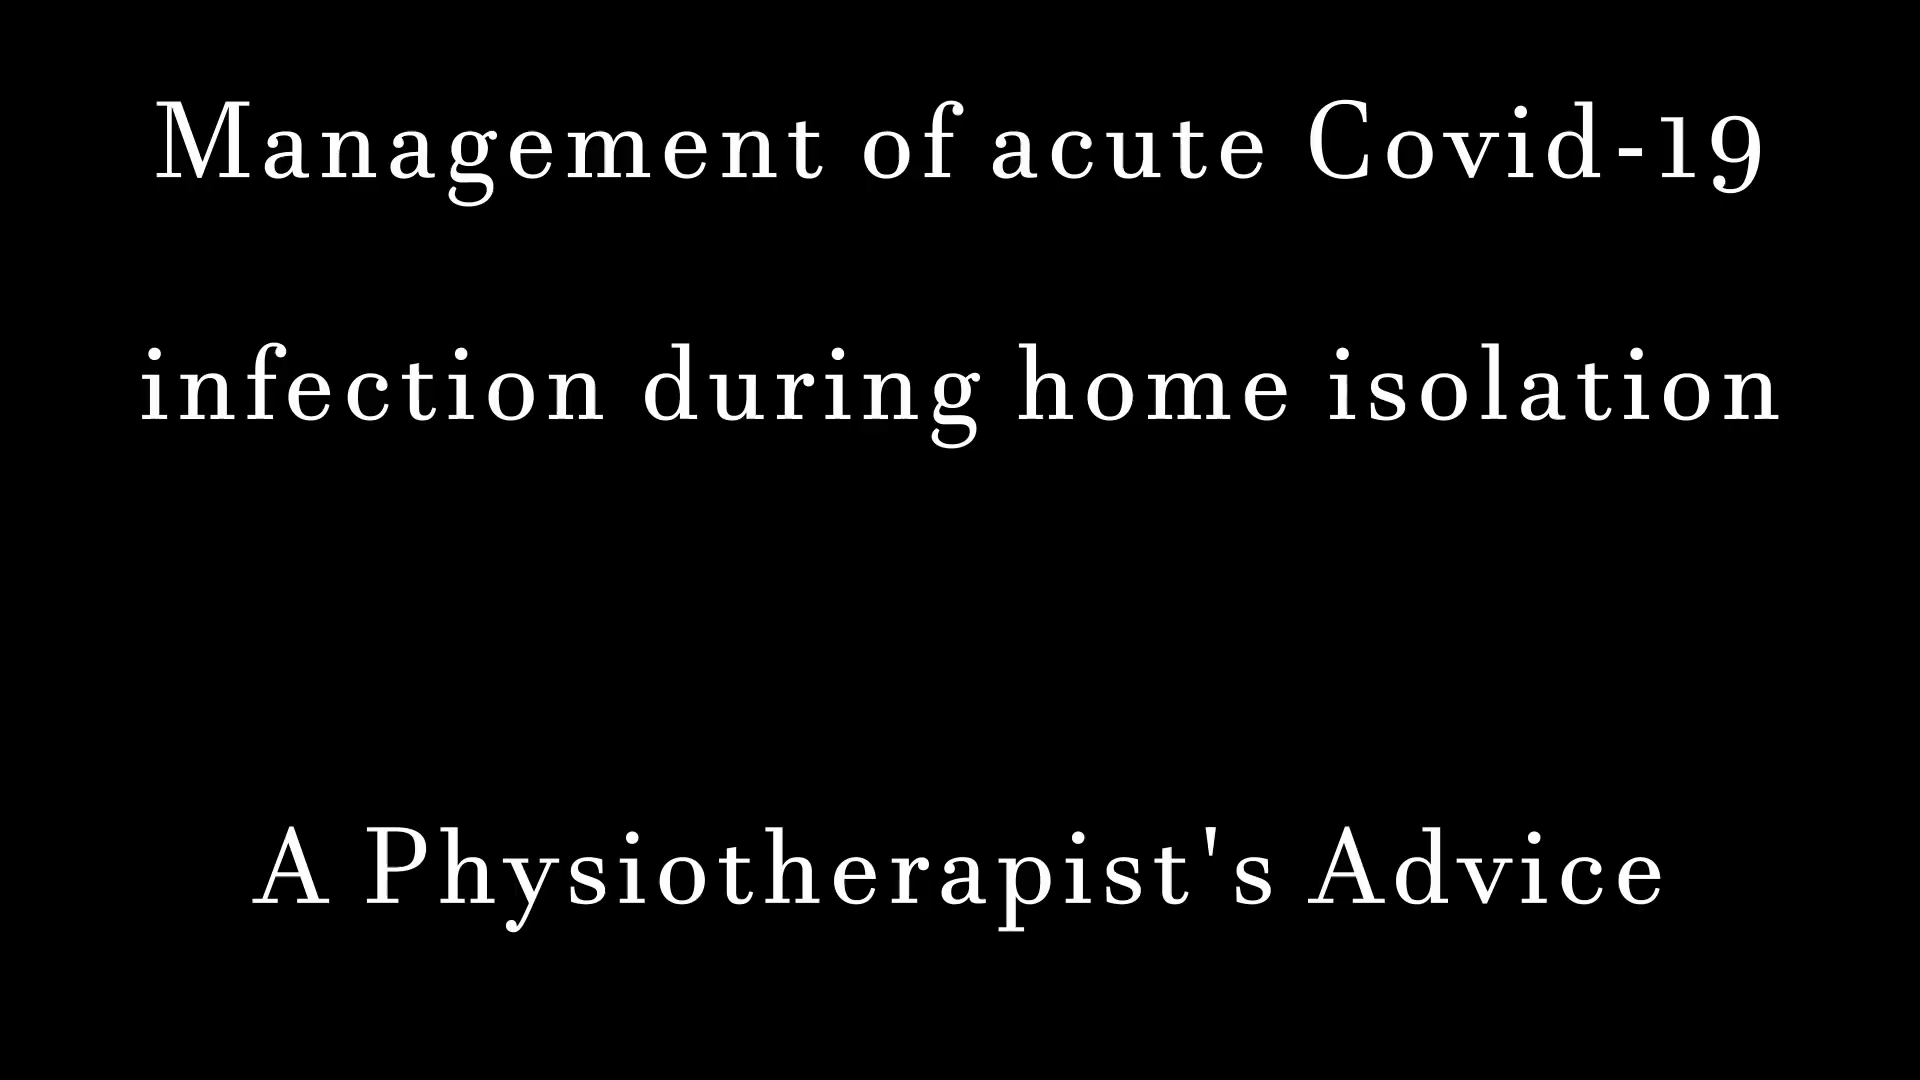 Management of acute Covid-19
infection during home isolation
A Physiotherapist's Advice